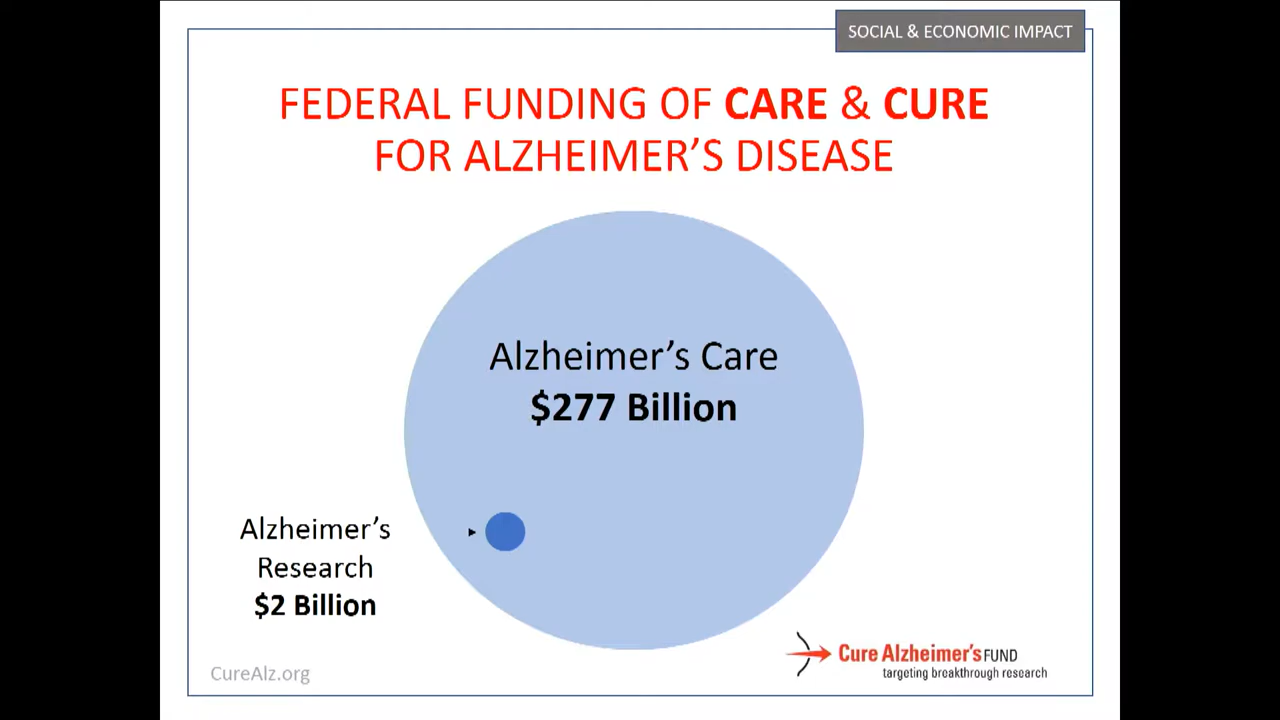 SOCIAL & ECONOMIC IMPACT
FEDERAL FUNDING OF CARE & CURE
FOR ALZHEIMER’S DISEASE
Alzheimer’s Care
$277 Billion
Alzheimer’s
Research
$2 Billion
Cure Alzheimer'sFUND
targeting breakthrough research
CureAlz.org